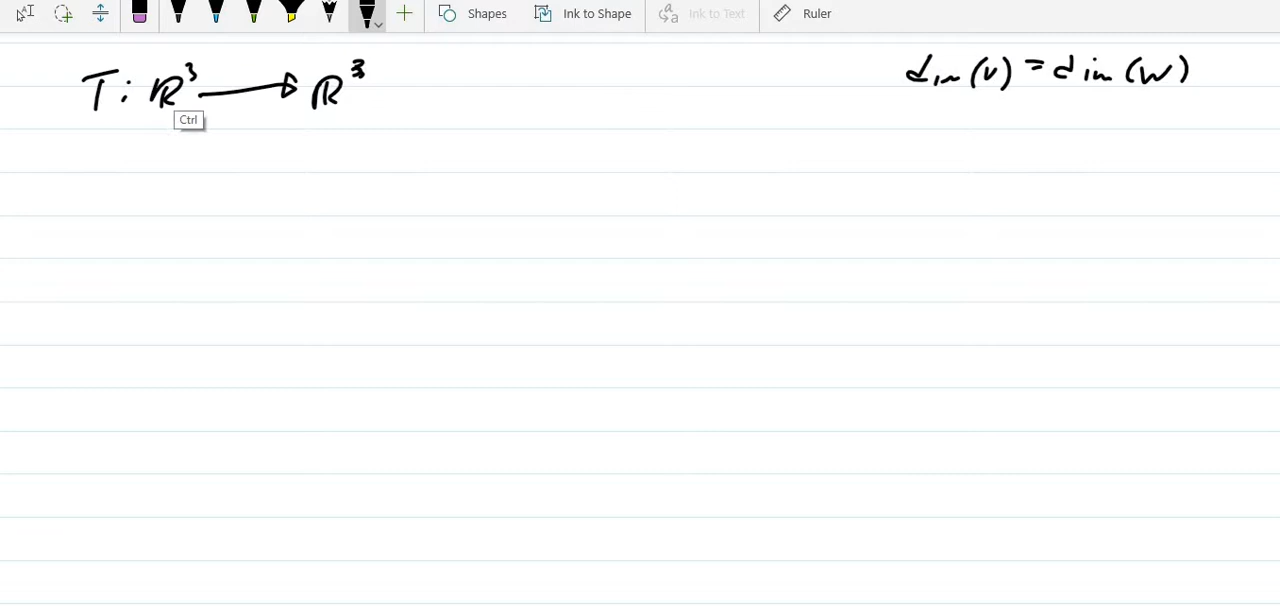 Shapes Ink to Shape Ink to Text Ruler
T: ℝ³ → ℝ³ dim(V) = dim(W)
Ctrl